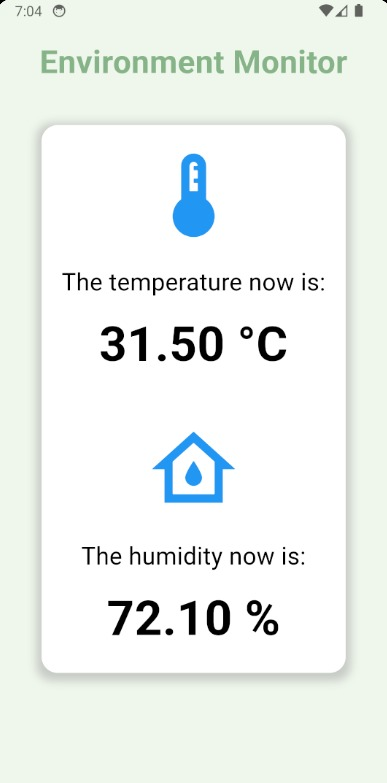 7:04
Environment Monitor
The temperature now is:
31.50 °C
The humidity now is:
72.10 %